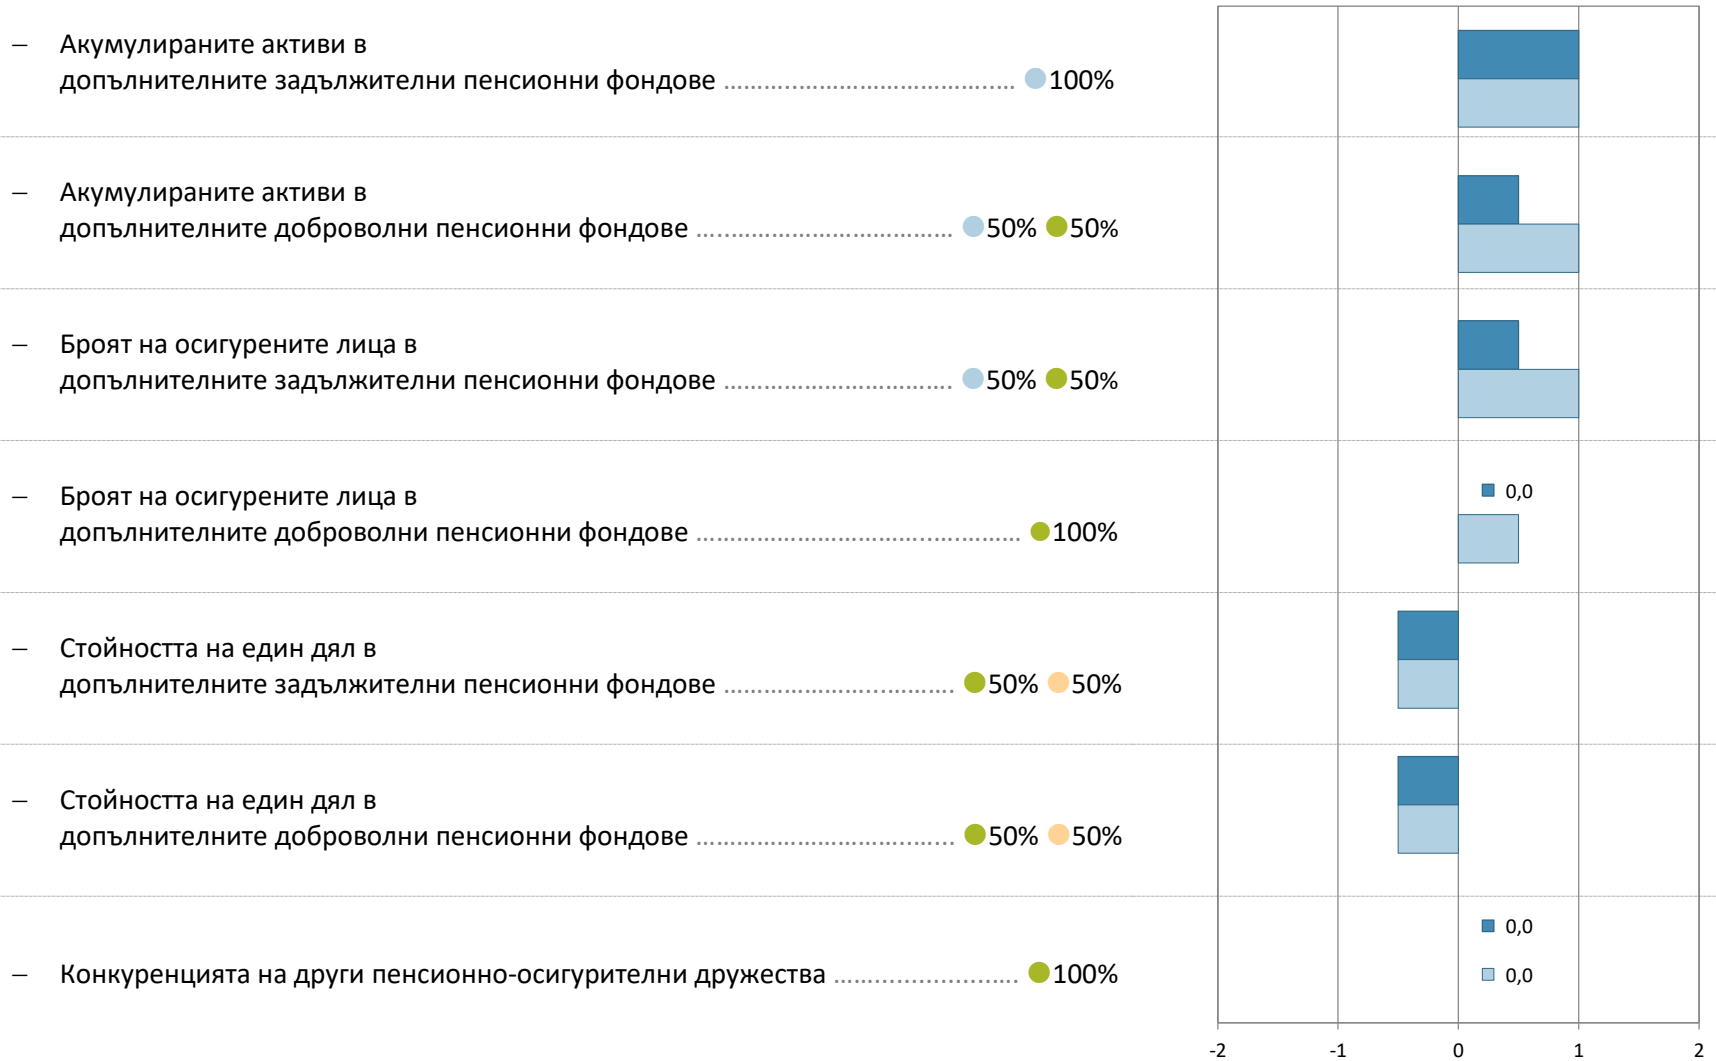 – Акумулираните активи в
допълнителните задължителни пенсионни фондове ............................................ 100%
– Акумулираните активи в
допълнителните доброволни пенсионни фондове ...................................... 50% 50%
– Броят на осигурените лица в
допълнителните задължителни пенсионни фондове .................................. 50% 50%
– Броят на осигурените лица в
допълнителните доброволни пенсионни фондове ................................................ 100%
– Стойността на един дял в
допълнителните задължителни пенсионни фондове .................................. 50% 50%
– Стойността на един дял в
допълнителните доброволни пенсионни фондове ...................................... 50% 50%
– Конкуренцията на други пенсионно-осигурителни дружества ........................... 100%
0,0
0,0
0,0
-2 -1 0 1 2